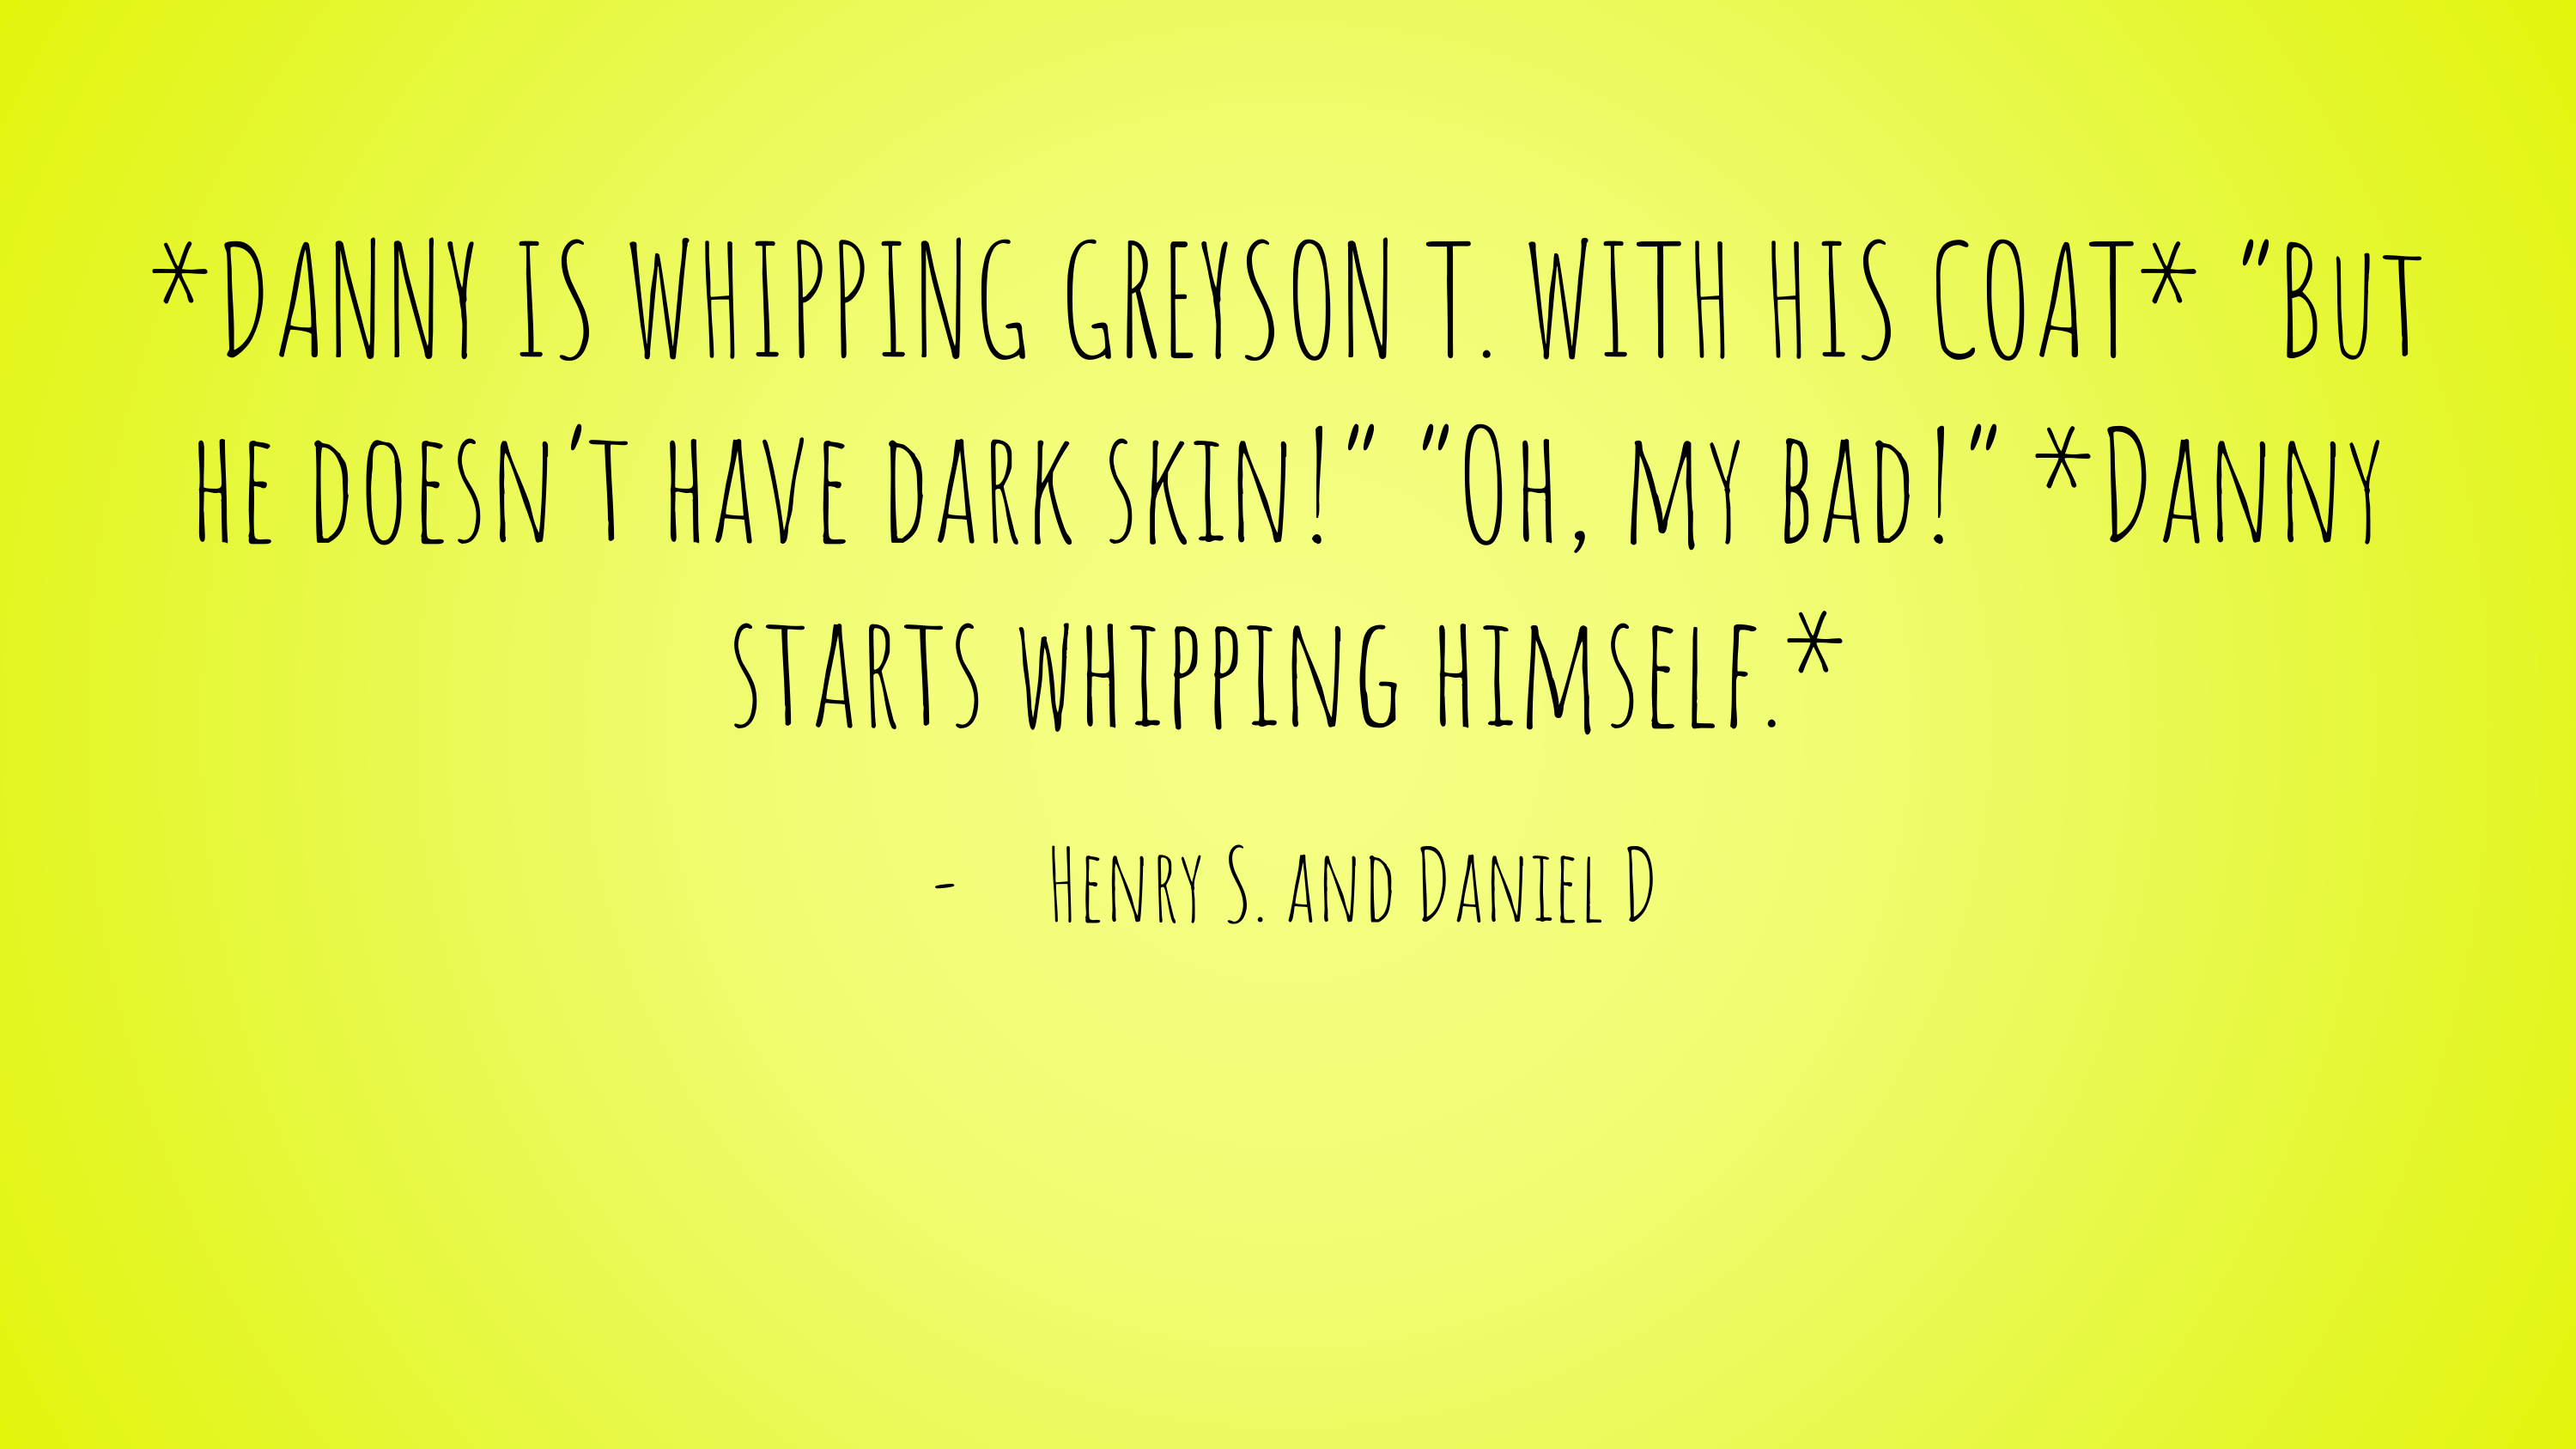 *DANNY IS WHIPPING GREYSON T. WITH HIS COAT* "But
he doesn't have dark skin!" "Oh, my bad!" *Danny
starts whipping himself.*
- Henry S. and Daniel D